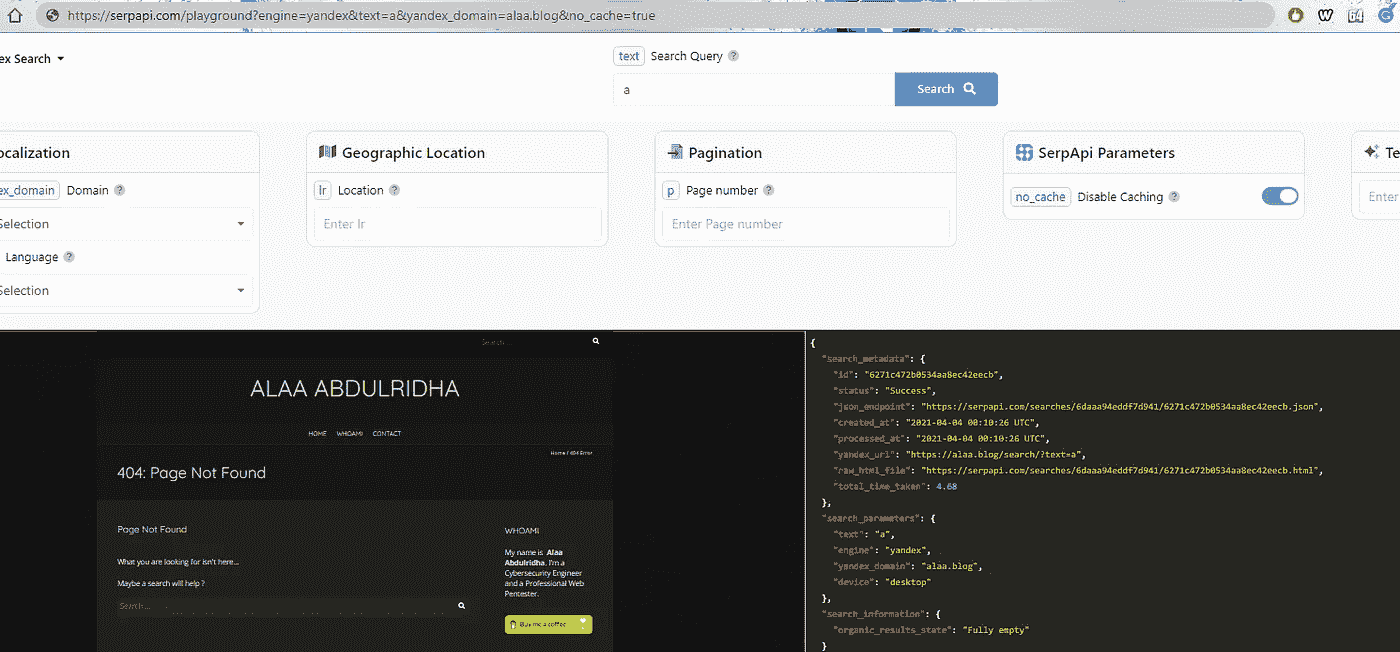 https://serpapi.com/playground?engine=yandex&text=a&yandex_domain=alaa.blog&no_cache=true
ex Search
text Search Query ?
a
Search
ocalization
Geographic Location
Pagination
SerpApi Parameters
Te
ex_domain Domain ?
lr Location ?
p Page number ?
no_cache Disable Caching ?
Selection
Enter lr
Enter Page number
Enter
Language ?
Selection
Search ...
ALAA ABDULRIDHA
HOME WHOAMI CONTACT
Home / 404 Error
404: Page Not Found
Page Not Found
What you are looking for isn't here...
Maybe a search will help ?
Search ...
WHOAMI
My name is Alaa
Abdulridha, I'm a
Cybersecurity Engineer
and a Professional Web
Pentester.
Buy me a coffee
{
"search_metadata": {
"id": "6271c472b0534aa8ec42eecb",
"status": "Success",
"json_endpoint": "https://serpapi.com/searches/6daaa94eddf7d941/6271c472b0534aa8ec42eecb.json",
"created_at": "2021-04-04 00:10:26 UTC",
"processed_at": "2021-04-04 00:10:26 UTC",
"yandex_url": "https://alaa.blog/search/?text=a",
"raw_html_file": "https://serpapi.com/searches/6daaa94eddf7d941/6271c472b0534aa8ec42eecb.html",
"total_time_taken": 4.68
},
"search_parameters": {
"text": "a",
"engine": "yandex",
"yandex_domain": "alaa.blog",
"device": "desktop"
},
"search_information": {
"organic_results_state": "Fully empty"
}